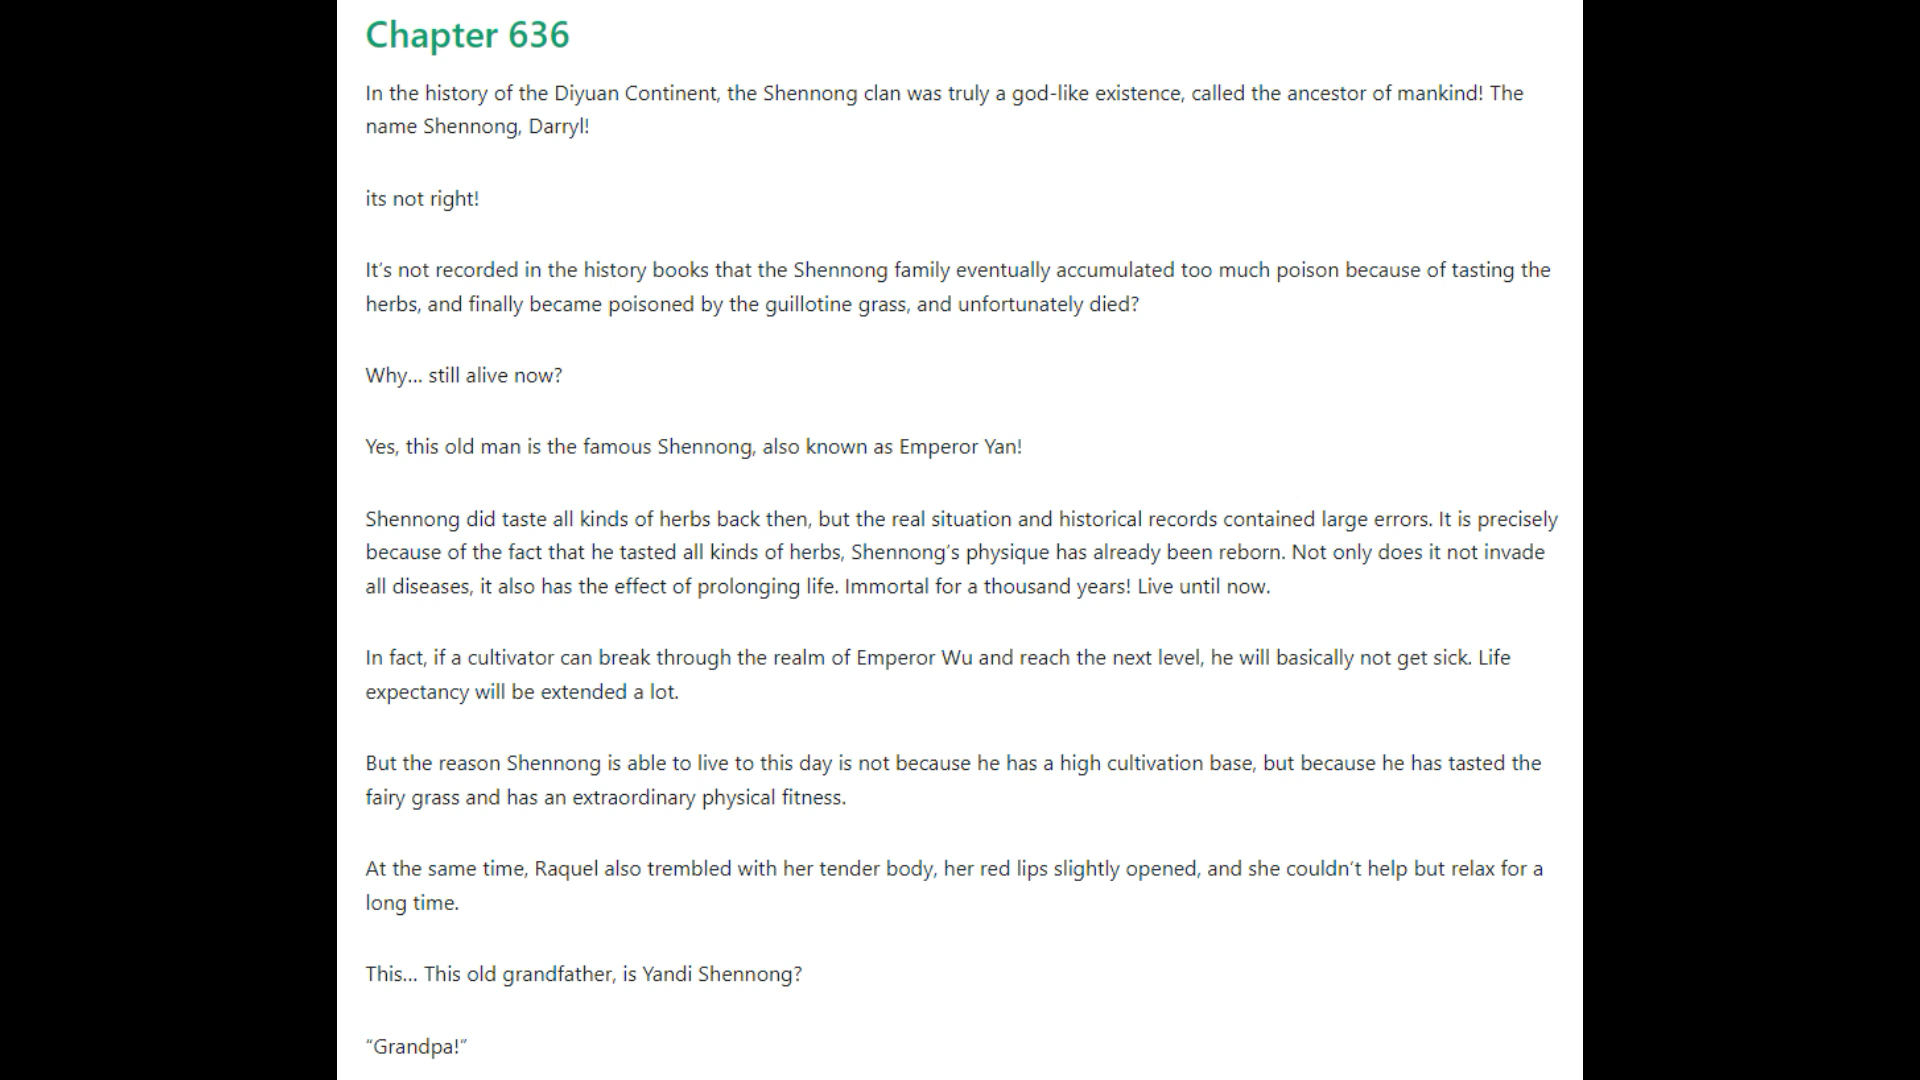 Chapter 636
In the history of the Diyuan Continent, the Shennong clan was truly a god-like existence, called the ancestor of mankind! The
name Shennong, Darryl!
its not right!
It’s not recorded in the history books that the Shennong family eventually accumulated too much poison because of tasting the
herbs, and finally became poisoned by the guillotine grass, and unfortunately died?
Why... still alive now?
Yes, this old man is the famous Shennong, also known as Emperor Yan!
Shennong did taste all kinds of herbs back then, but the real situation and historical records contained large errors. It is precisely
because of the fact that he tasted all kinds of herbs, Shennong’s physique has already been reborn. Not only does it not invade
all diseases, it also has the effect of prolonging life. Immortal for a thousand years! Live until now.
In fact, if a cultivator can break through the realm of Emperor Wu and reach the next level, he will basically not get sick. Life
expectancy will be extended a lot.
But the reason Shennong is able to live to this day is not because he has a high cultivation base, but because he has tasted the
fairy grass and has an extraordinary physical fitness.
At the same time, Raquel also trembled with her tender body, her red lips slightly opened, and she couldn’t help but relax for a
long time.
This... This old grandfather, is Yandi Shennong?
“Grandpa!”